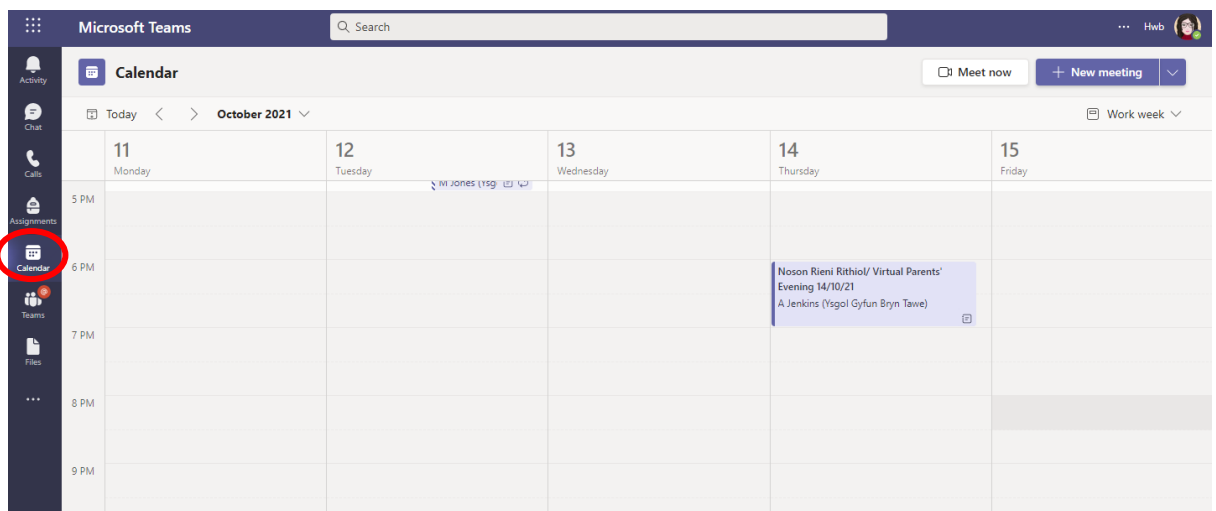 Microsoft Teams
Search
Hwb
Activity
Chat
Calls
Assignments
Calendar
Teams
Files
Calendar
Meet now
New meeting
Today
October 2021
Work week
11
Monday
12
Tuesday
13
Wednesday
14
Thursday
15
Friday
M Jones (Ysg
5 PM
6 PM
Noson Rieni Rithiol/ Virtual Parents'
Evening 14/10/21
A Jenkins (Ysgol Gyfun Bryn Tawe)
7 PM
8 PM
9 PM